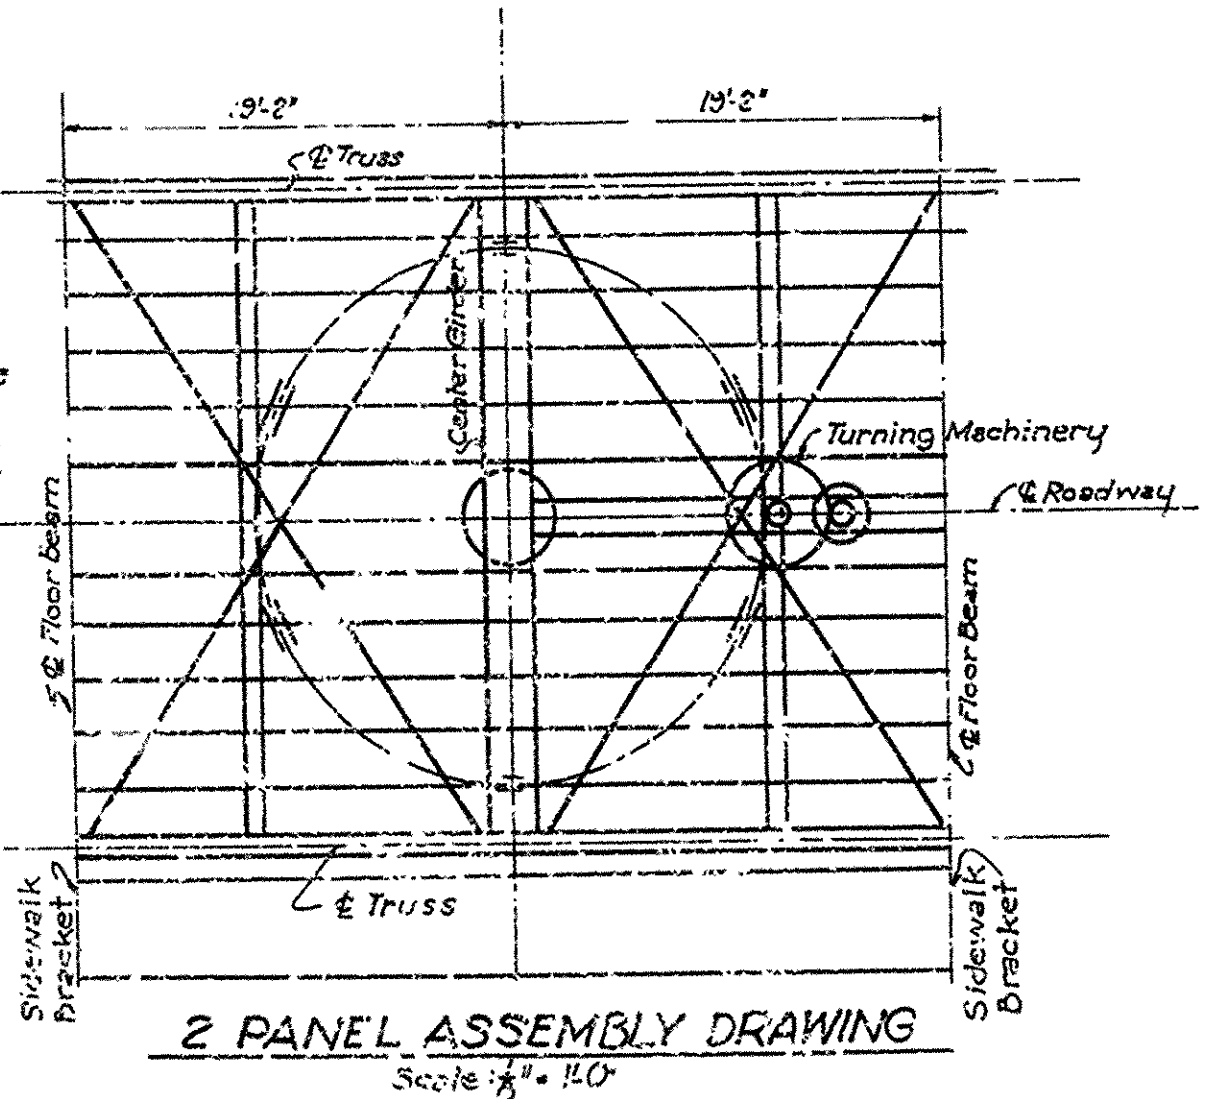 19'-2"
19'-2"
℄ Truss
Center Girder
Turning Machinery
℄ Roadway
℄ Floor beam
℄ Floor Beam
℄ Truss
Sidewalk
Bracket
Sidewalk
Bracket
2 PANEL ASSEMBLY DRAWING
Scale: ⅛" = 1'-0"